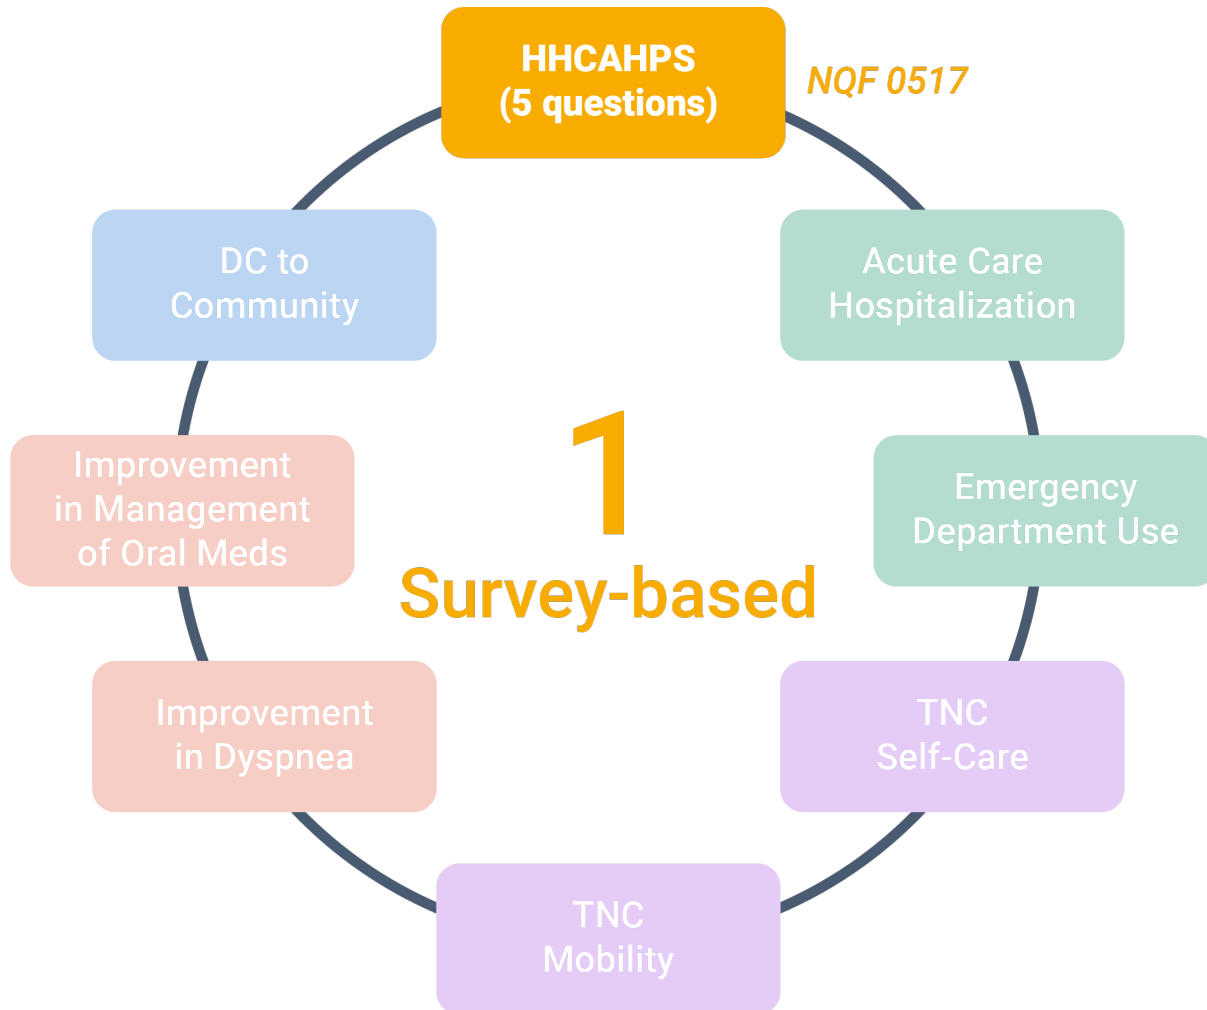 HHCAHPS
(5 questions)
NQF 0517
DC to
Community
Acute Care
Hospitalization
Improvement
in Management
of Oral Meds
1
Survey-based
Emergency
Department Use
Improvement
in Dyspnea
TNC
Self-Care
TNC
Mobility